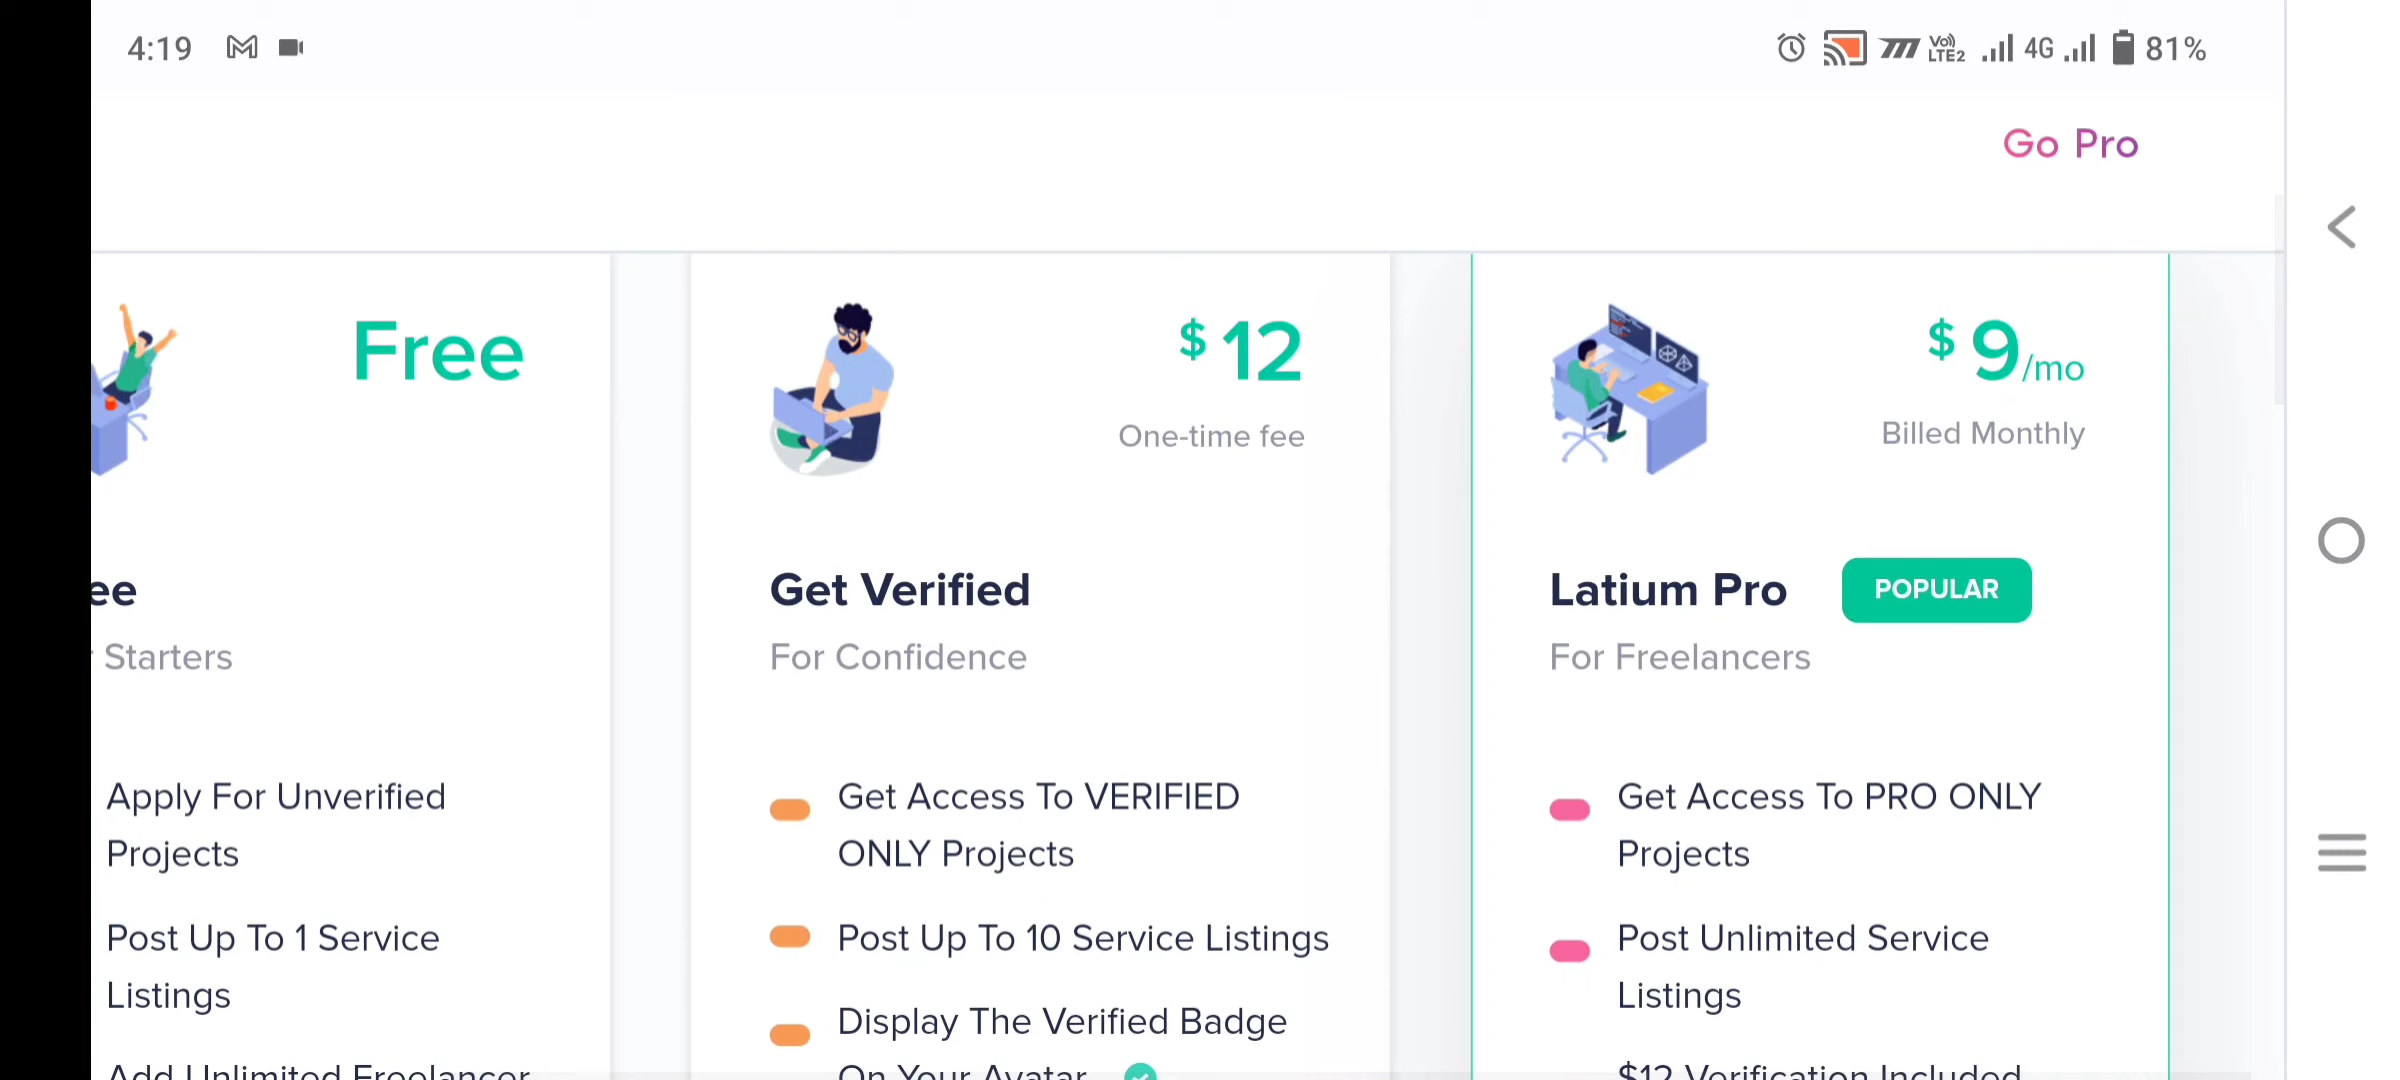 4:19
Vo))
LTE2
4G
81%
Go Pro
Free
$12
One-time fee
$9/mo
Billed Monthly
ee
Starters
Get Verified
For Confidence
Latium Pro
POPULAR
For Freelancers
Apply For Unverified
Projects
Post Up To 1 Service
Listings
Add Unlimited Freelancer
Get Access To VERIFIED
ONLY Projects
Post Up To 10 Service Listings
Display The Verified Badge
On Your Avatar
Get Access To PRO ONLY
Projects
Post Unlimited Service
Listings
$12 Verification Included